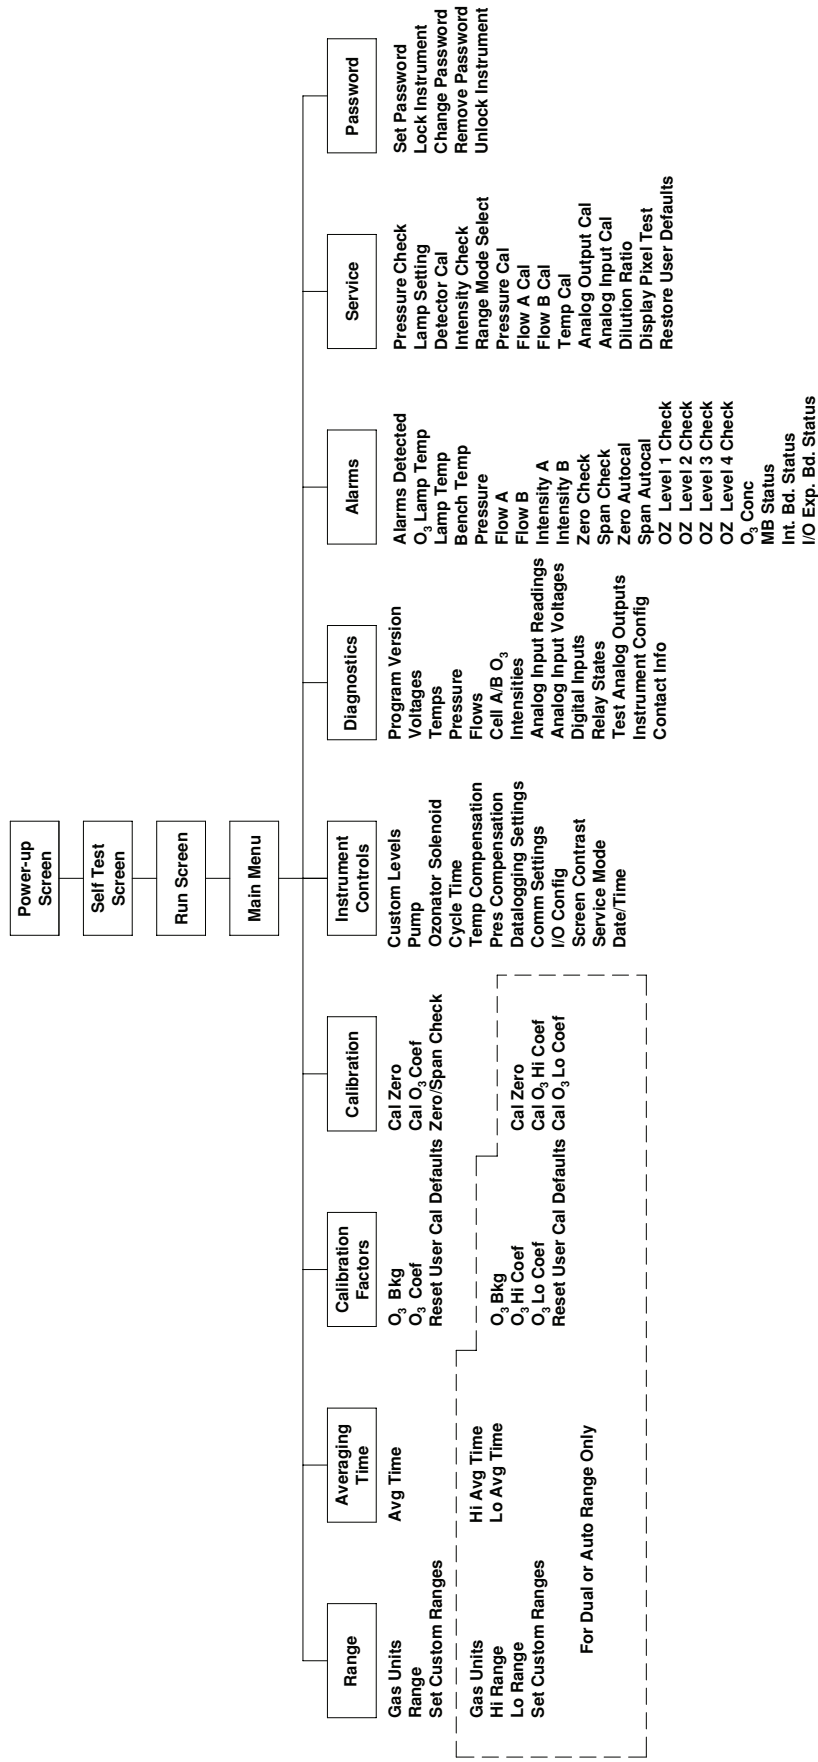 Power-up
Screen
Self Test
Screen
Run Screen
Main Menu
Range
Gas Units
Range
Set Custom Ranges
Gas Units
Hi Range
Lo Range
Set Custom Ranges
Averaging
Time
Avg Time
Hi Avg Time
Lo Avg Time
Calibration
Factors
O₃ Bkg
O₃ Coef
Reset User Cal Defaults
O₃ Bkg
O₃ Hi Coef
O₃ Lo Coef
Reset User Cal Defaults
Calibration
Cal Zero
Cal O₃ Coef
Zero/Span Check
Cal Zero
Cal O₃ Hi Coef
Cal O₃ Lo Coef
For Dual or Auto Range Only
Instrument
Controls
Custom Levels
Pump
Ozonator Solenoid
Cycle Time
Temp Compensation
Pres Compensation
Datalogging Settings
Comm Settings
I/O Config
Screen Contrast
Service Mode
Date/Time
Diagnostics
Program Version
Voltages
Temps
Pressure
Flows
Cell A/B O₃
Intensities
Analog Input Readings
Analog Input Voltages
Digital Inputs
Relay States
Test Analog Outputs
Instrument Config
Contact Info
Alarms
Alarms Detected
O₃ Lamp Temp
Lamp Temp
Bench Temp
Pressure
Flow A
Flow B
Intensity A
Intensity B
Zero Check
Span Check
Zero Autocal
Span Autocal
OZ Level 1 Check
OZ Level 2 Check
OZ Level 3 Check
OZ Level 4 Check
O₃ Conc
MB Status
Int. Bd. Status
I/O Exp. Bd. Status
Service
Pressure Check
Lamp Setting
Detector Cal
Intensity Check
Range Mode Select
Pressure Cal
Flow A Cal
Flow B Cal
Temp Cal
Analog Output Cal
Analog Input Cal
Dilution Ratio
Display Pixel Test
Restore User Defaults
Password
Set Password
Lock Instrument
Change Password
Remove Password
Unlock Instrument